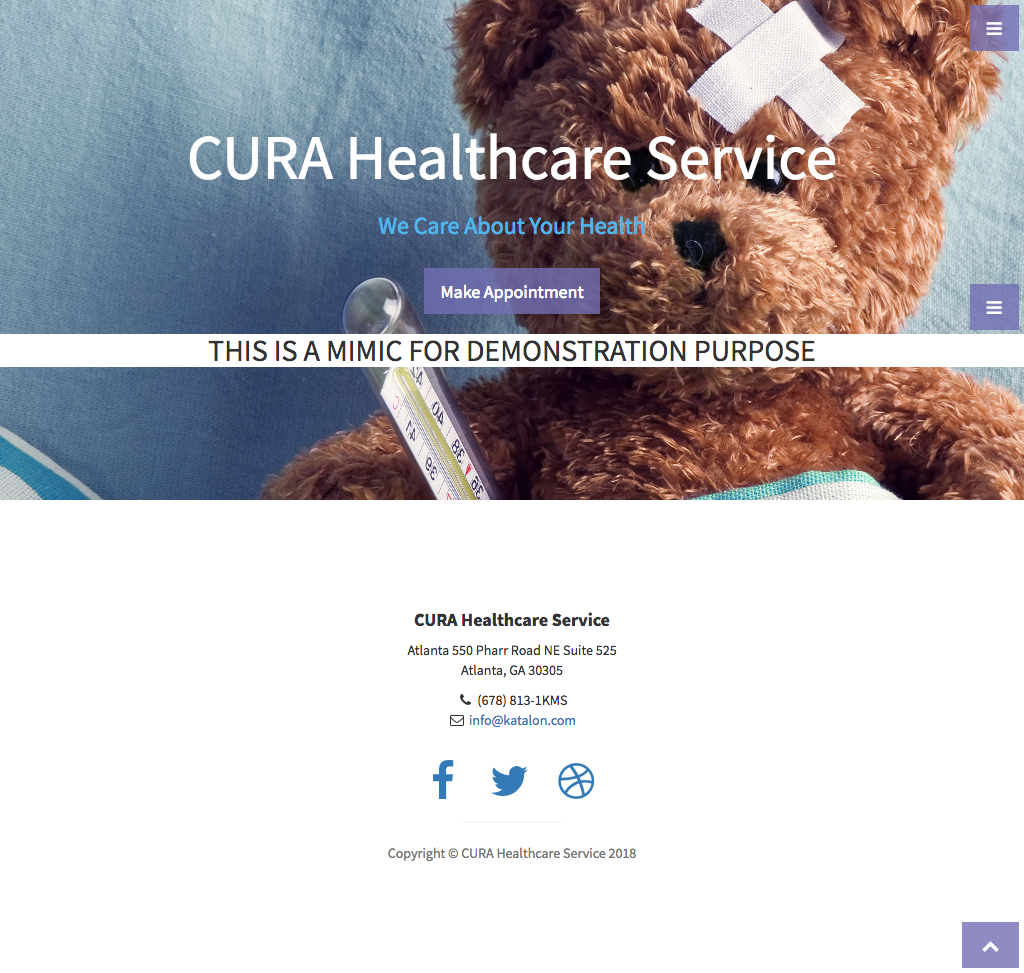 CURA Healthcare Service
We Care About Your Health
Make Appointment
THIS IS A MIMIC FOR DEMONSTRATION PURPOSE
CURA Healthcare Service
Atlanta 550 Pharr Road NE Suite 525
Atlanta, GA 30305
(678) 813-1KMS
info@katalon.com
Copyright © CURA Healthcare Service 2018